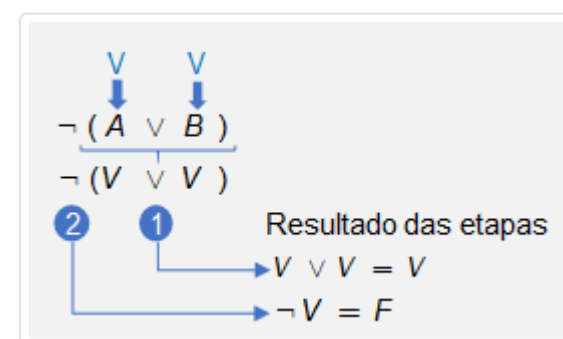 V V
¬ ( A ∨ B )
¬ (V ∨ V )
2 1 Resultado das etapas
V ∨ V = V
¬ V = F